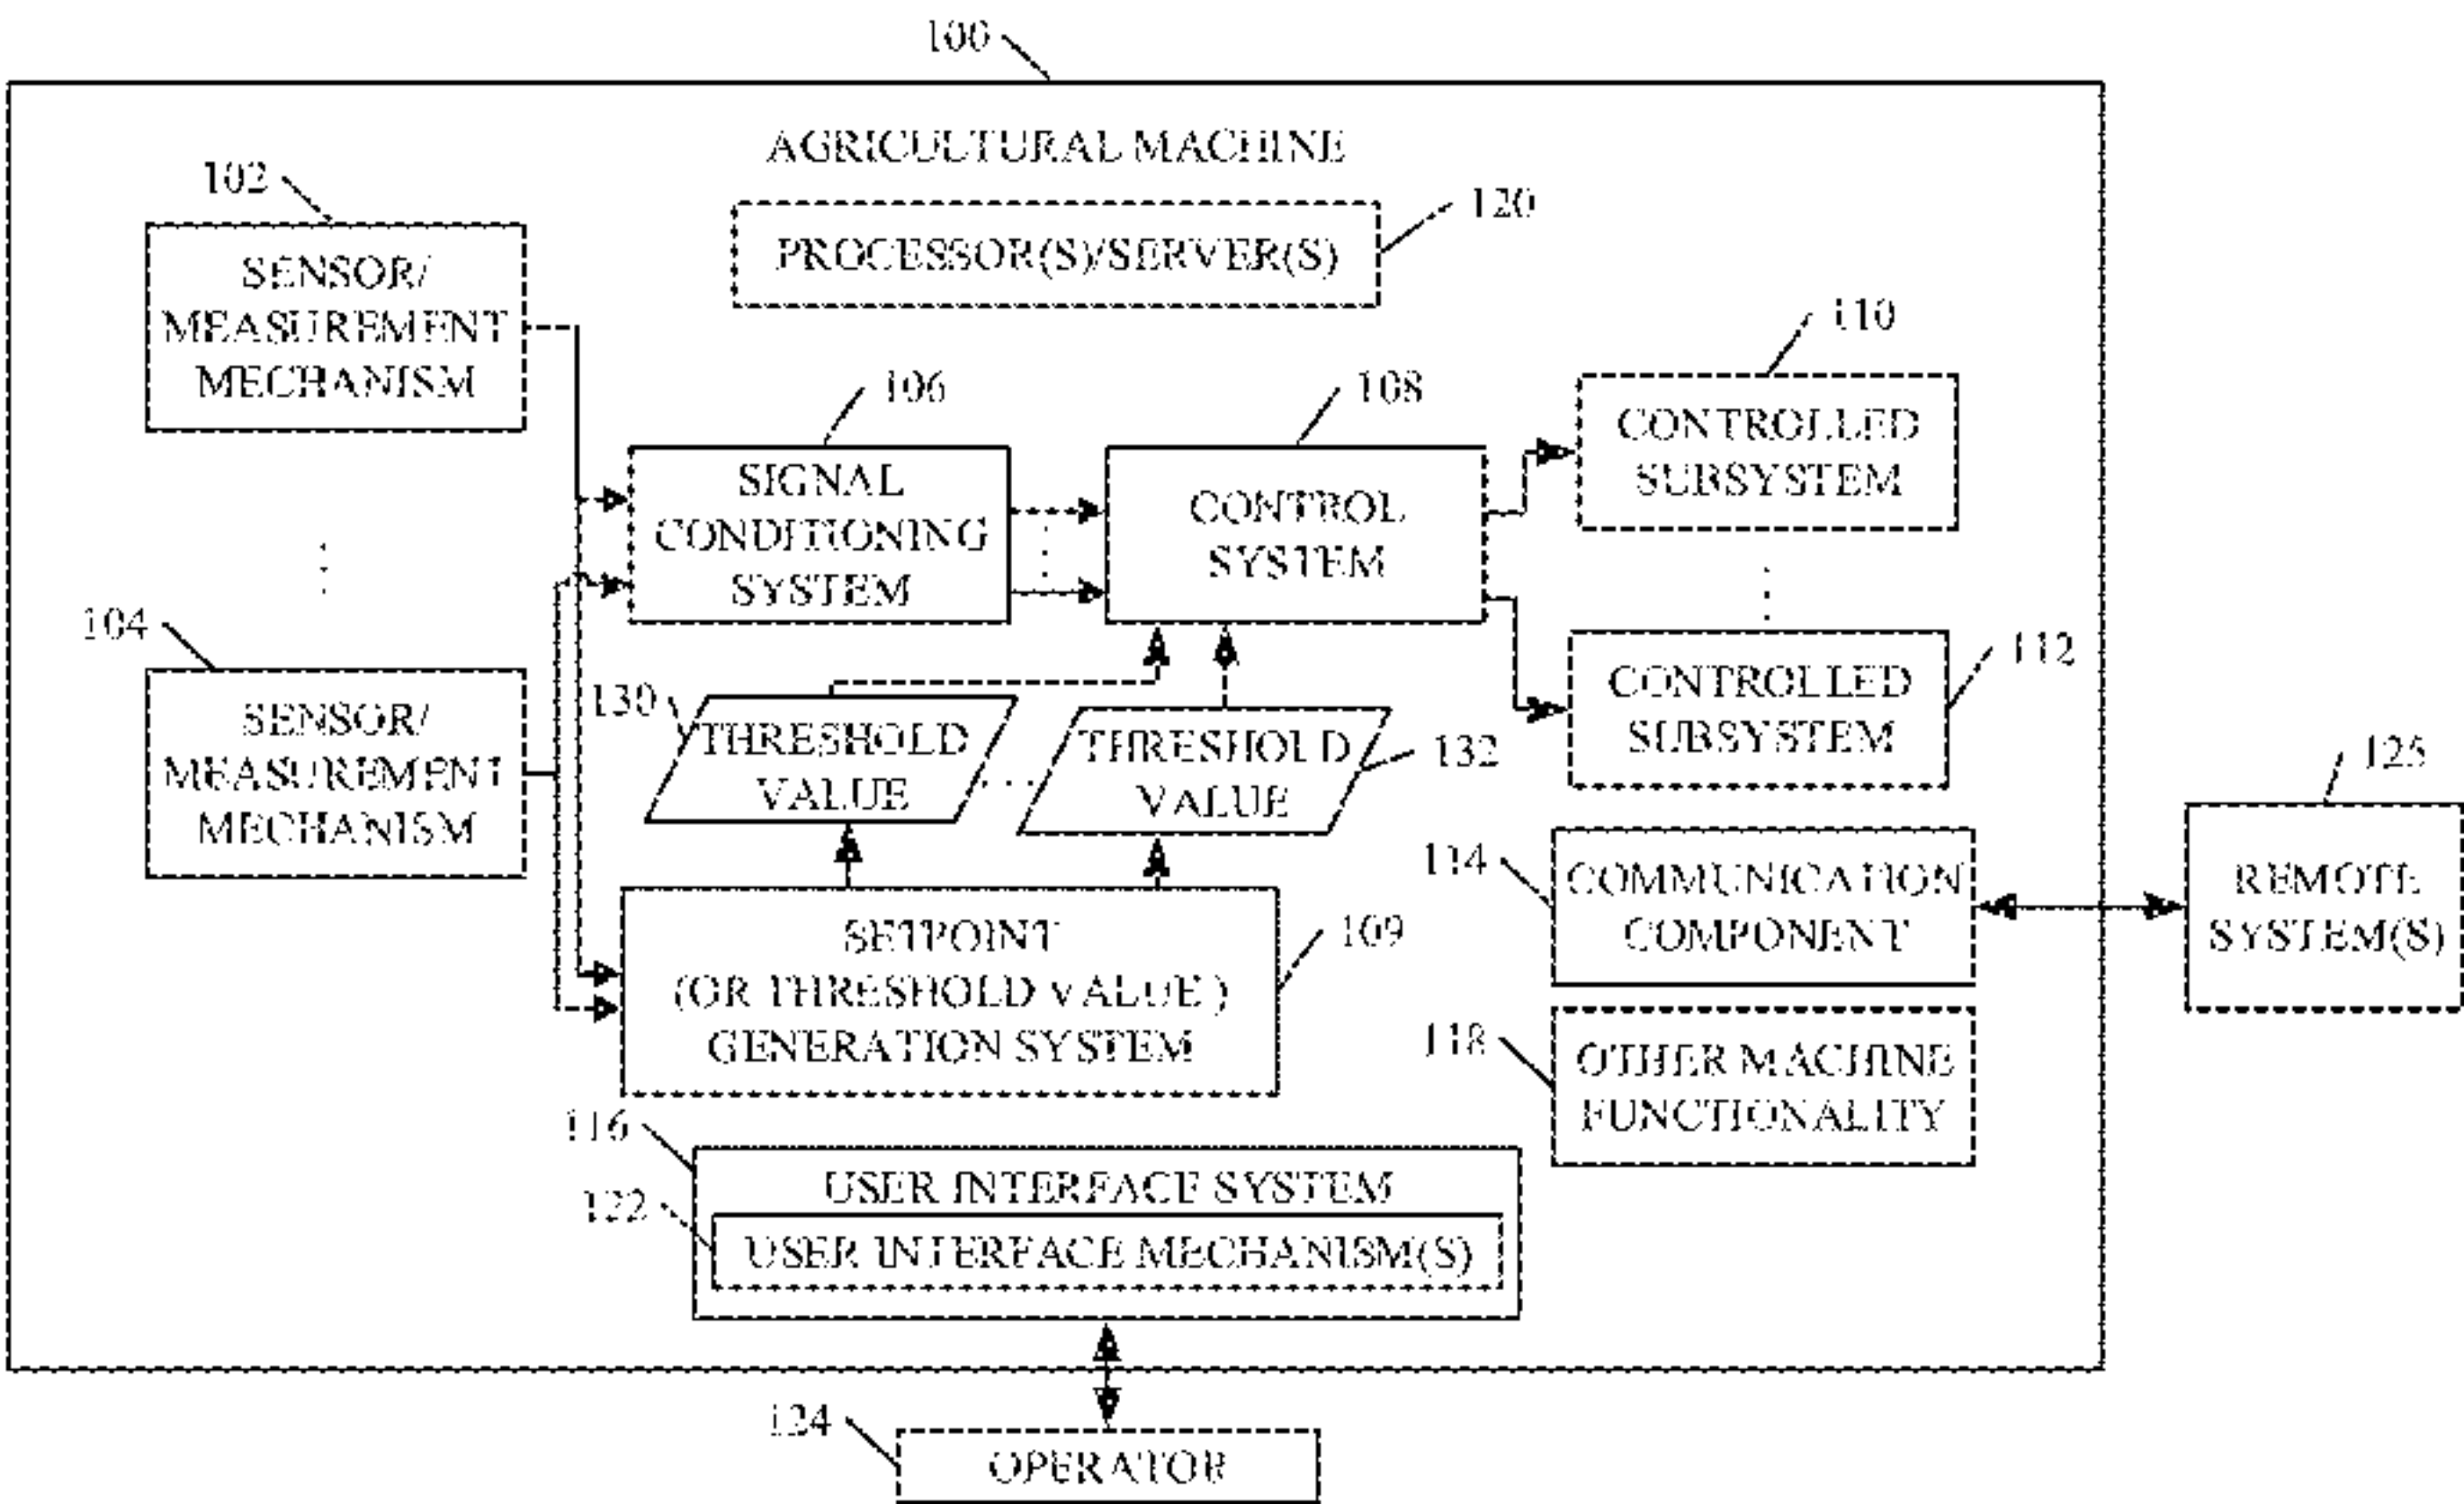 100
AGRICULTURAL MACHINE
102
120
PROCESSOR(S)/SERVER(S)
SENSOR/
MEASUREMENT
MECHANISM
110
106
108
CONTROLLED
SUBSYSTEM
SIGNAL
CONDITIONING
SYSTEM
CONTROL
SYSTEM
104
112
CONTROLLED
SUBSYSTEM
130
THRESHOLD
VALUE
THRESHOLD
VALUE
132
SENSOR/
MEASUREMENT
MECHANISM
125
114
COMMUNICATION
COMPONENT
REMOTE
SYSTEM(S)
SETPOINT
(OR THRESHOLD VALUE )
GENERATION SYSTEM
109
118
OTHER MACHINE
FUNCTIONALITY
116
USER INTERFACE SYSTEM
122
USER INTERFACE MECHANISM(S)
124
OPERATOR